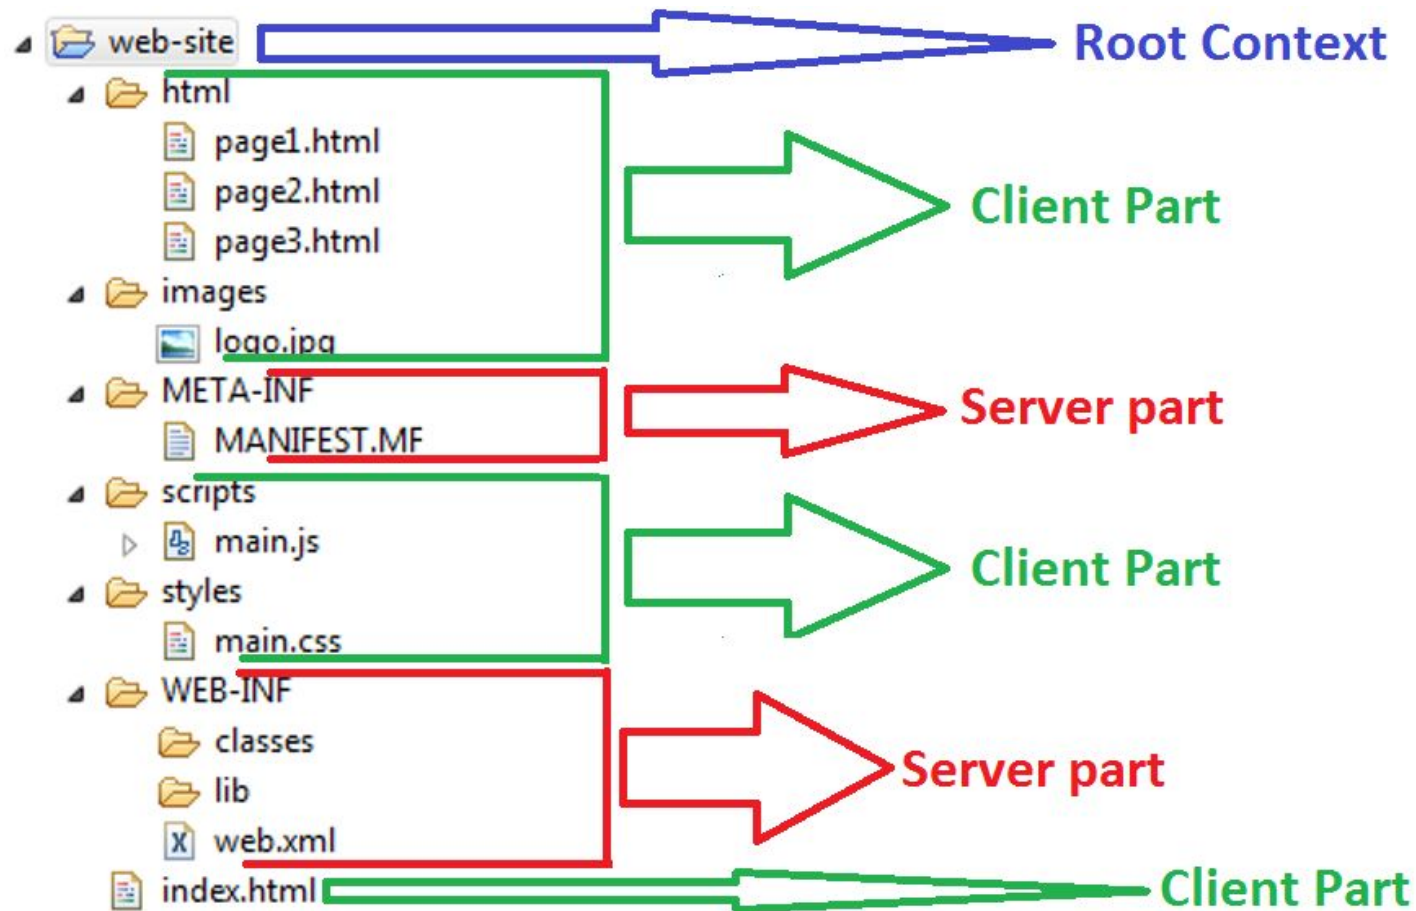 web-site Root Context
html
page1.html
page2.html Client Part
page3.html
images
logo.jpg
META-INF Server part
MANIFEST.MF
scripts
main.js Client Part
styles
main.css
WEB-INF
classes Server part
lib
web.xml
index.html Client Part